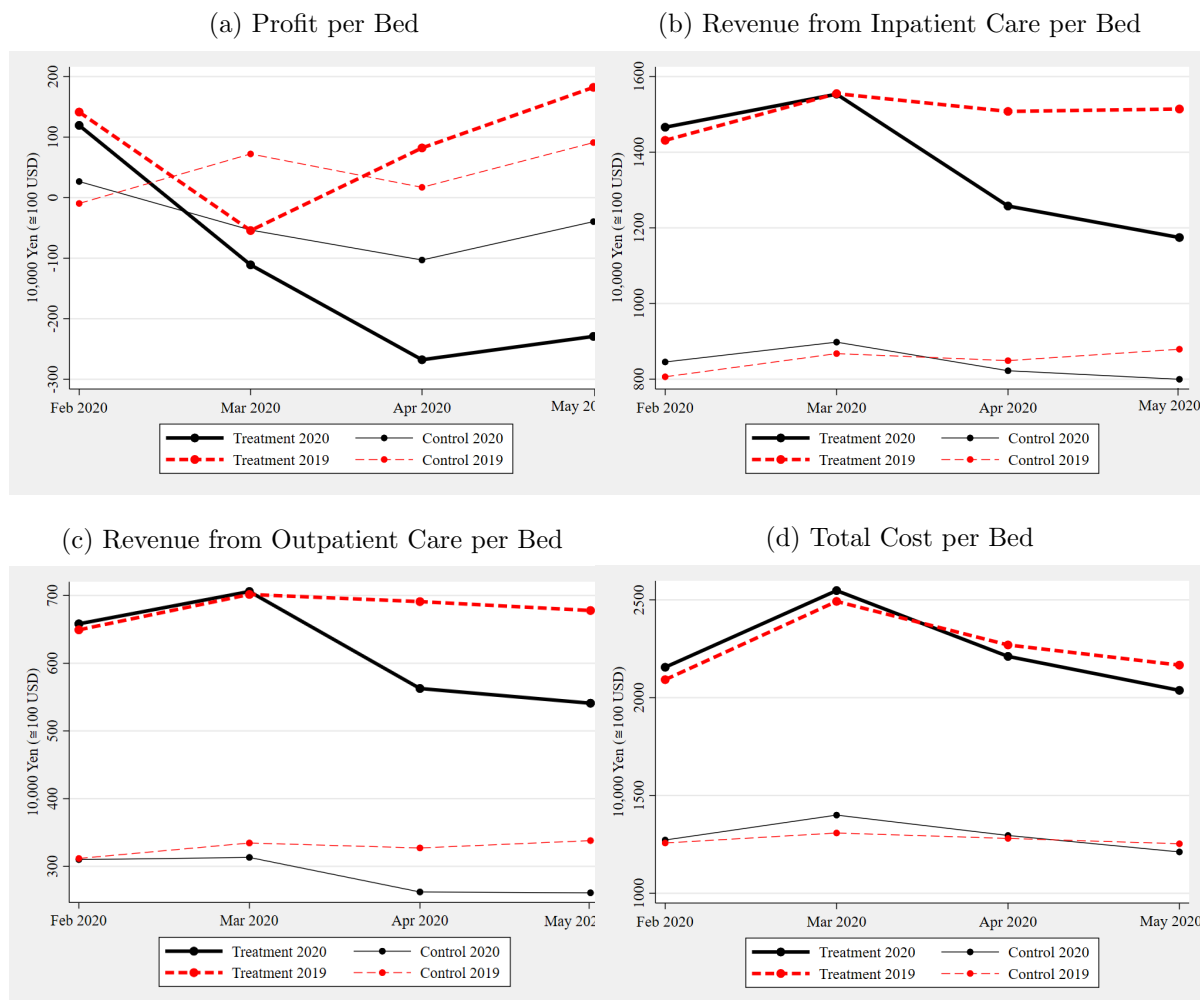 (a) Profit per Bed
10,000 Yen (≅100 USD)
200
100
0
-100
-200
-300
Feb 2020 Mar 2020 Apr 2020 May 20
Treatment 2020 Control 2020
Treatment 2019 Control 2019
(b) Revenue from Inpatient Care per Bed
10,000 Yen (≅100 USD)
1600
1400
1200
1000
800
Feb 2020 Mar 2020 Apr 2020 May 2020
Treatment 2020 Control 2020
Treatment 2019 Control 2019
(c) Revenue from Outpatient Care per Bed
10,000 Yen (≅100 USD)
700
600
500
400
300
Feb 2020 Mar 2020 Apr 2020 May 202
Treatment 2020 Control 2020
Treatment 2019 Control 2019
(d) Total Cost per Bed
10,000 Yen (≅100 USD)
2500
2000
1500
1000
Feb 2020 Mar 2020 Apr 2020 May 2020
Treatment 2020 Control 2020
Treatment 2019 Control 2019